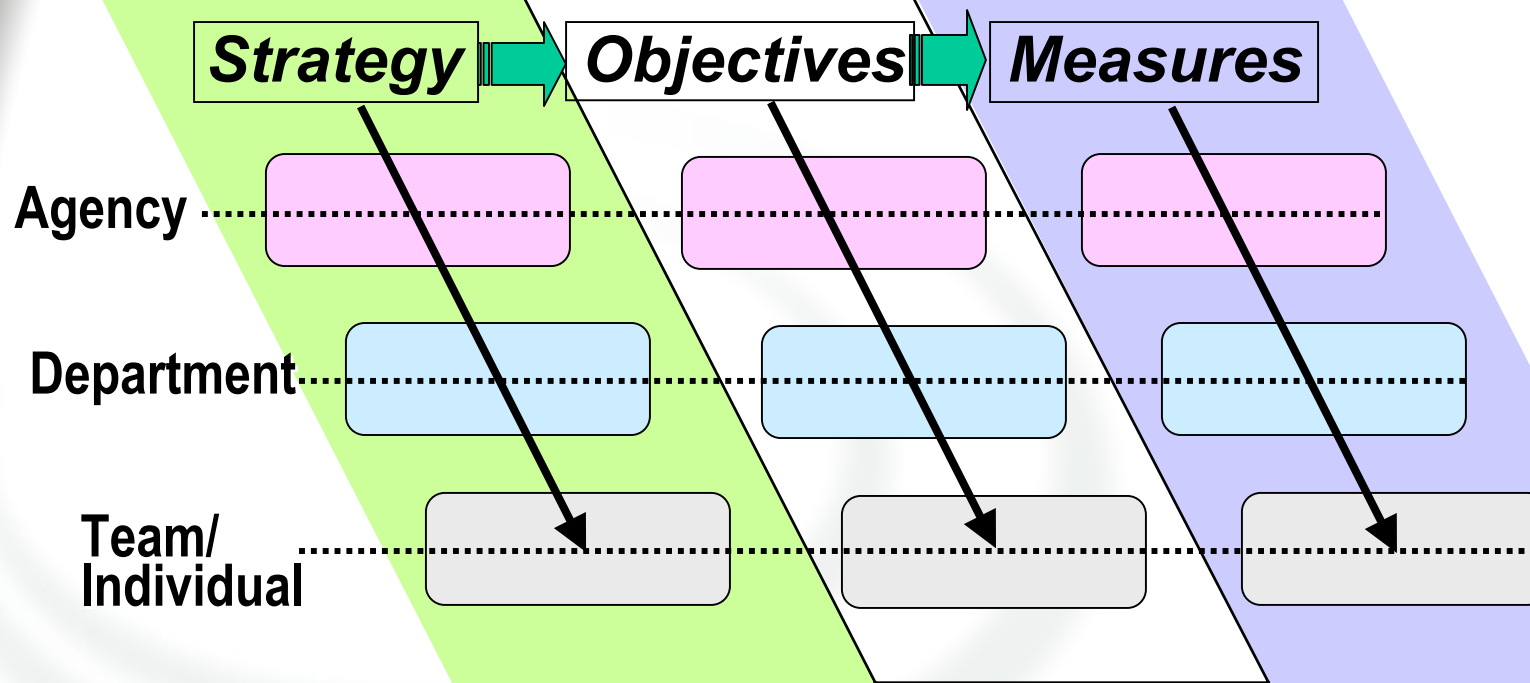 Strategy
Objectives
Measures
Agency
Department
Team/
Individual